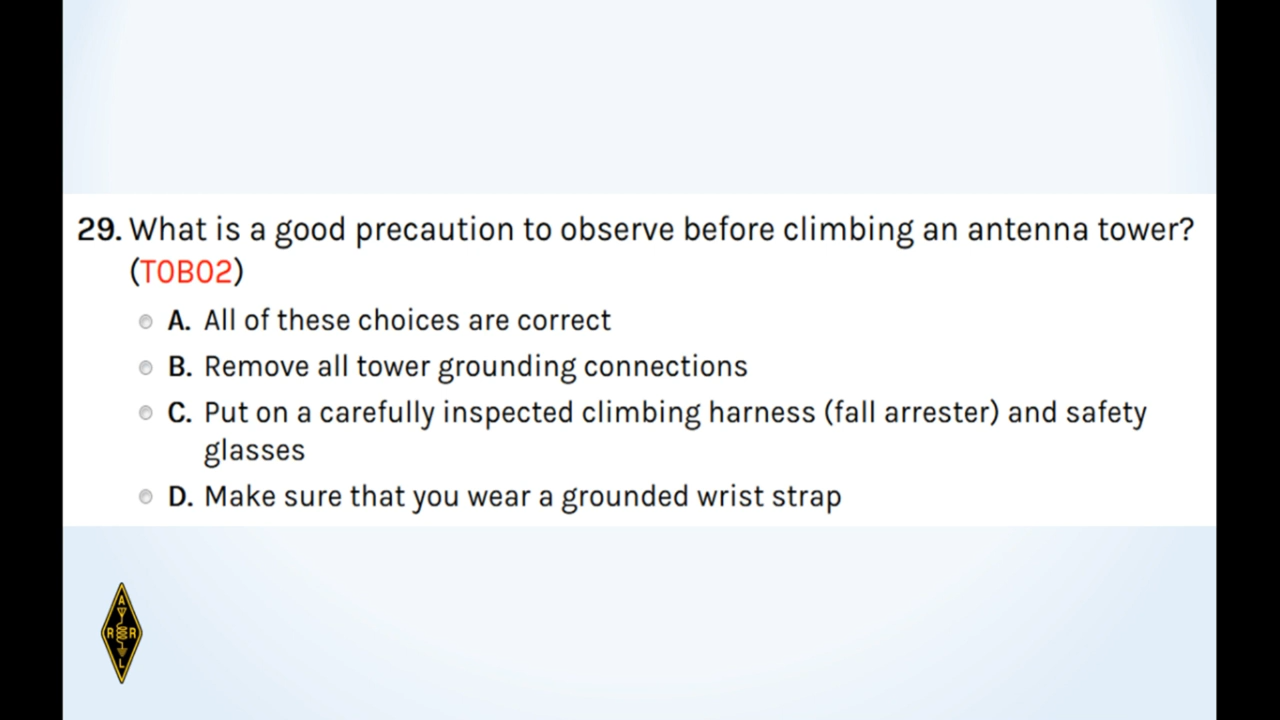 29. What is a good precaution to observe before climbing an antenna tower?
(T0B02)
A. All of these choices are correct
B. Remove all tower grounding connections
C. Put on a carefully inspected climbing harness (fall arrester) and safety
glasses
D. Make sure that you wear a grounded wrist strap
A
R R
L